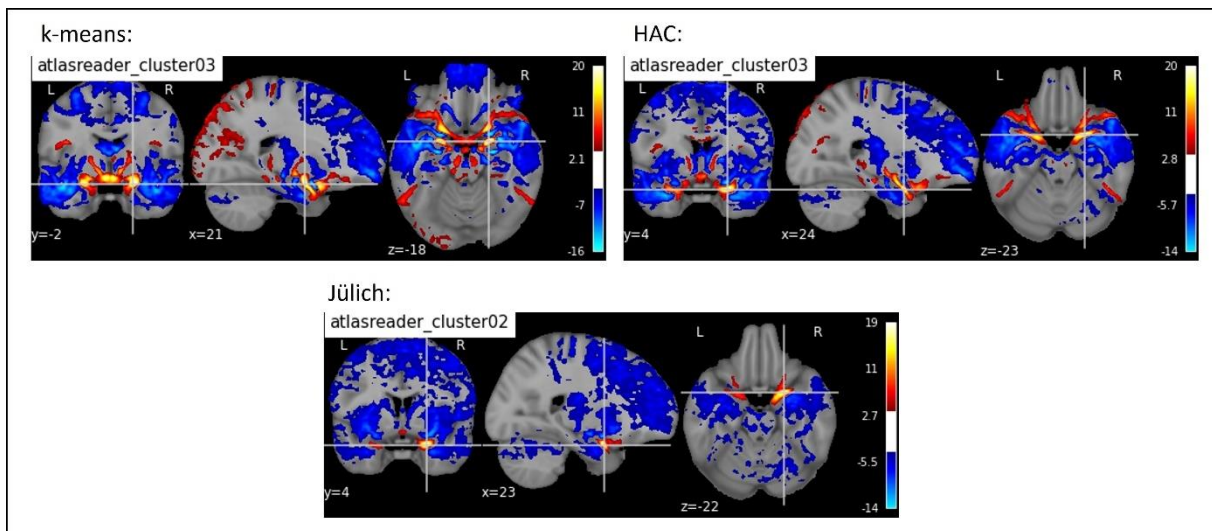 k-means:
atlasreader_cluster03
L
R
y=-2
x=21
z=-18
20
11
2.1
-7
-16
HAC:
atlasreader_cluster03
L
R
L
R
y=4
x=24
z=-23
20
11
2.8
-5.7
-14
Jülich:
atlasreader_cluster02
L
R
L
R
y=4
x=23
z=-22
19
11
2.7
-5.5
-14